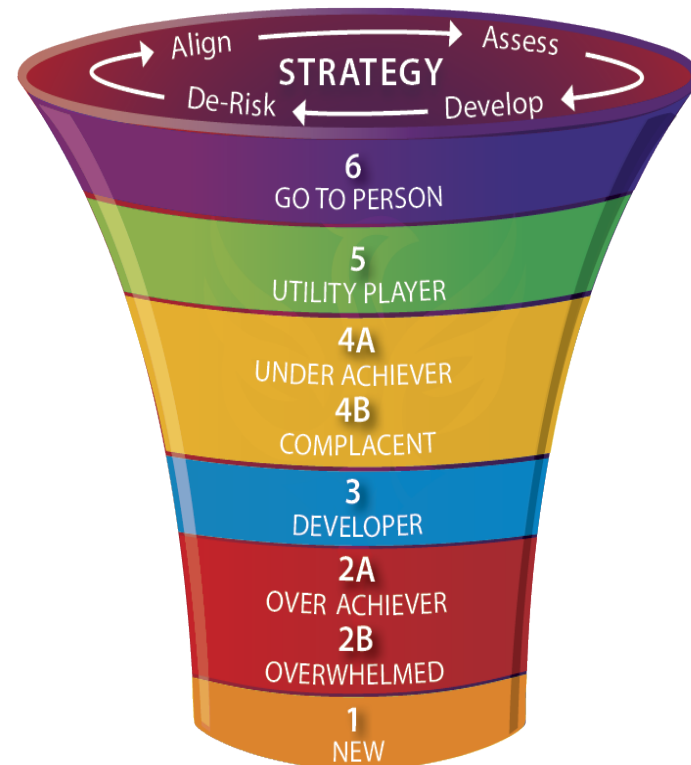 Align Assess
STRATEGY
De-Risk Develop
6
GO TO PERSON
5
UTILITY PLAYER
4A
UNDER ACHIEVER
4B
COMPLACENT
3
DEVELOPER
2A
OVER ACHIEVER
2B
OVERWHELMED
1
NEW